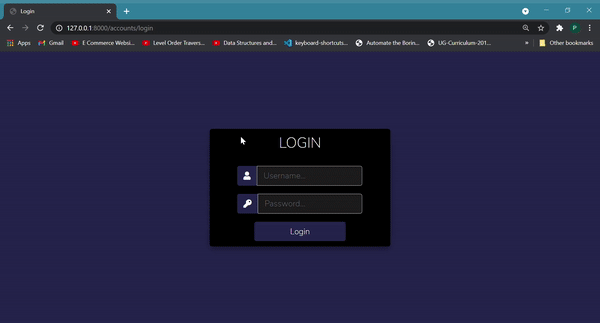 Login
127.0.0.1:8000/accounts/login
P
Apps Gmail E Commerce Websi... Level Order Travers... Data Structures and... keyboard-shortcuts... Automate the Borin... UG-Curriculum-201... » Other bookmarks
LOGIN
Username...
Password...
Login